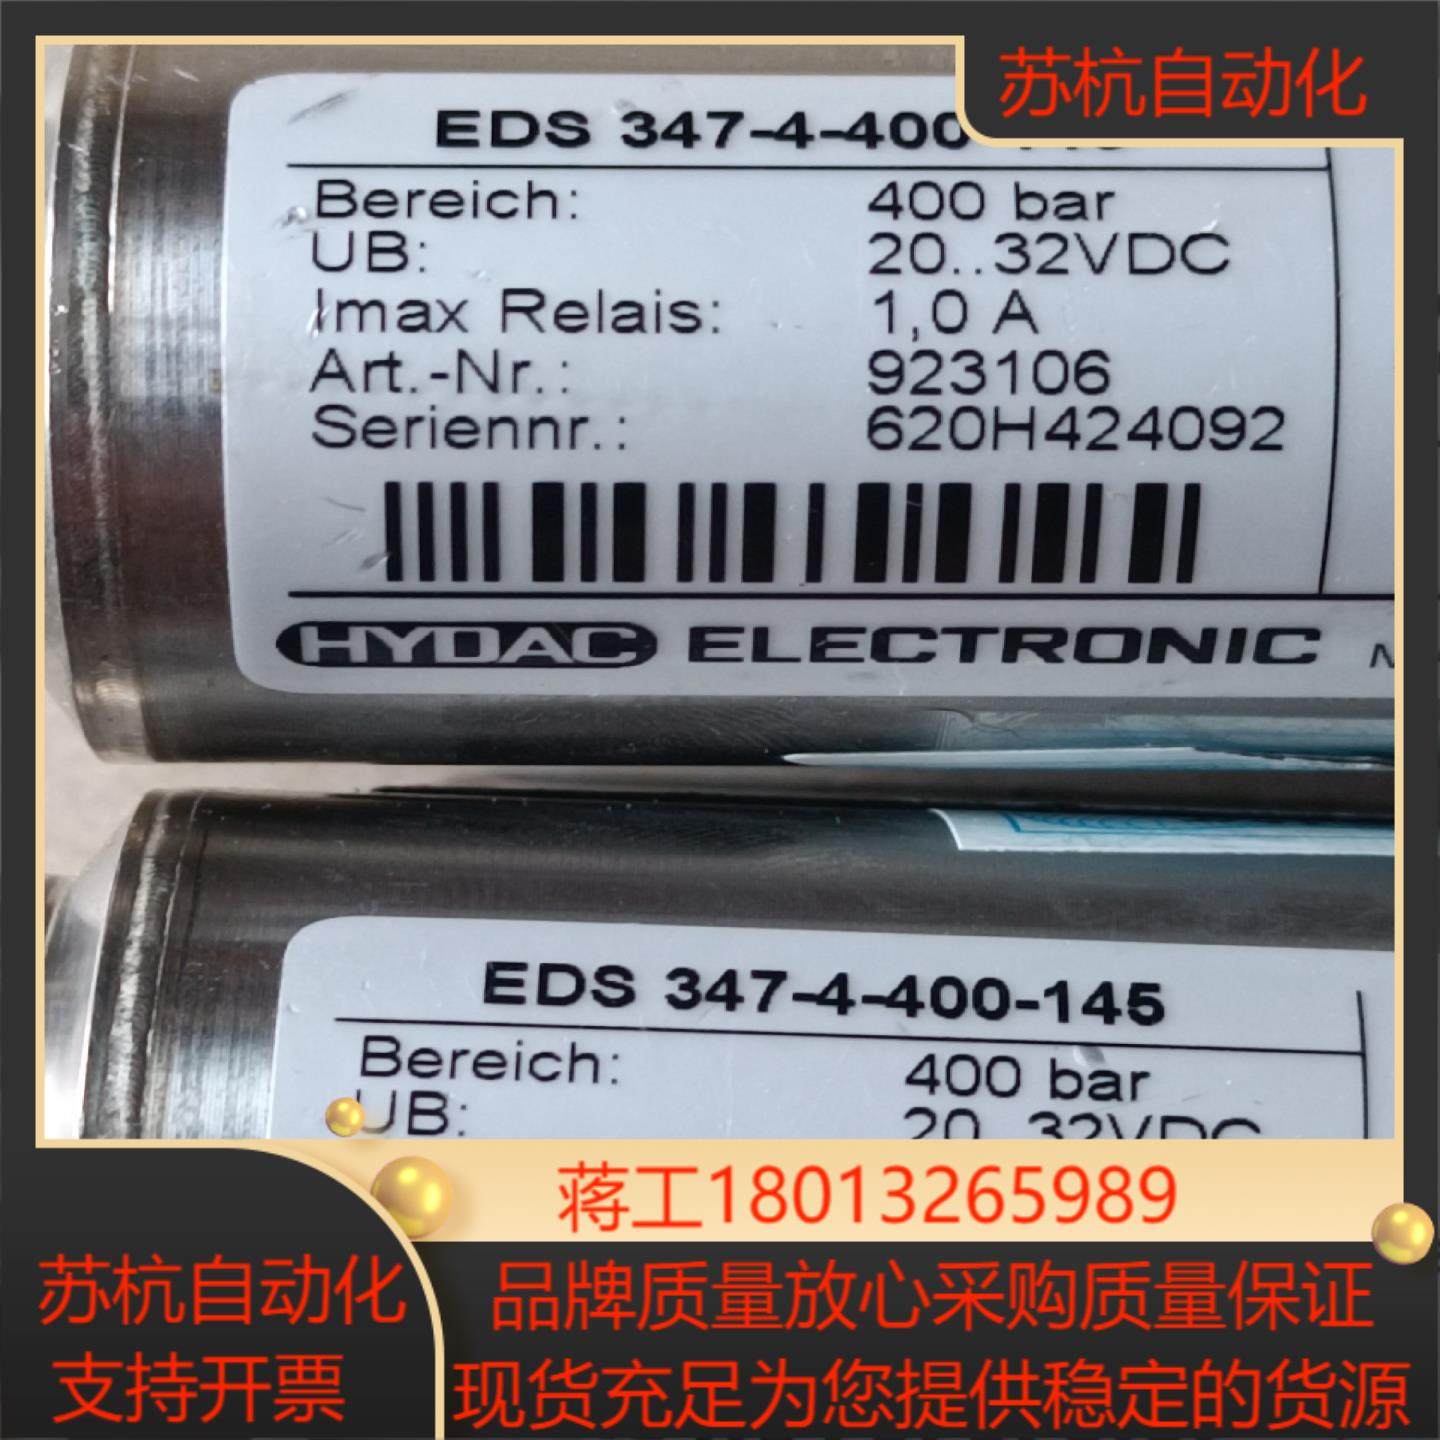 苏杭自动化
EDS 347-4-400
Bereich: 400 bar
UB: 20..32VDC
Imax Relais: 1,0 A
Art.-Nr.: 923106
Seriennr.: 620H424092
HYDAC ELECTRONIC
EDS 347-4-400-145
Bereich: 400 bar
UB: 20..32VDC
蒋工18013265989
苏杭自动化
支持开票
品牌质量放心采购质量保证
现货充足为您提供稳定的货源